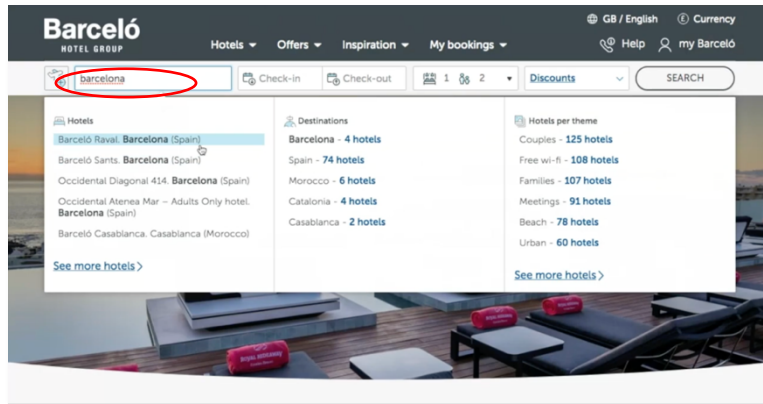 Barceló
HOTEL GROUP
GB / English
Currency
Hotels
Offers
Inspiration
My bookings
Help
my Barceló
barcelona
Check-in
Check-out
1
2
Discounts
SEARCH
Hotels
Barceló Raval. Barcelona (Spain)
Barceló Sants. Barcelona (Spain)
Occidental Diagonal 414. Barcelona (Spain)
Occidental Atenea Mar – Adults Only hotel.
Barcelona (Spain)
Barceló Casablanca. Casablanca (Morocco)
See more hotels
Destinations
Barcelona - 4 hotels
Spain - 74 hotels
Morocco - 6 hotels
Catalonia - 4 hotels
Casablanca - 2 hotels
Hotels per theme
Couples - 125 hotels
Free wi-fi - 108 hotels
Families - 107 hotels
Meetings - 91 hotels
Beach - 78 hotels
Urban - 60 hotels
See more hotels
ROYAL HIDEAWAY